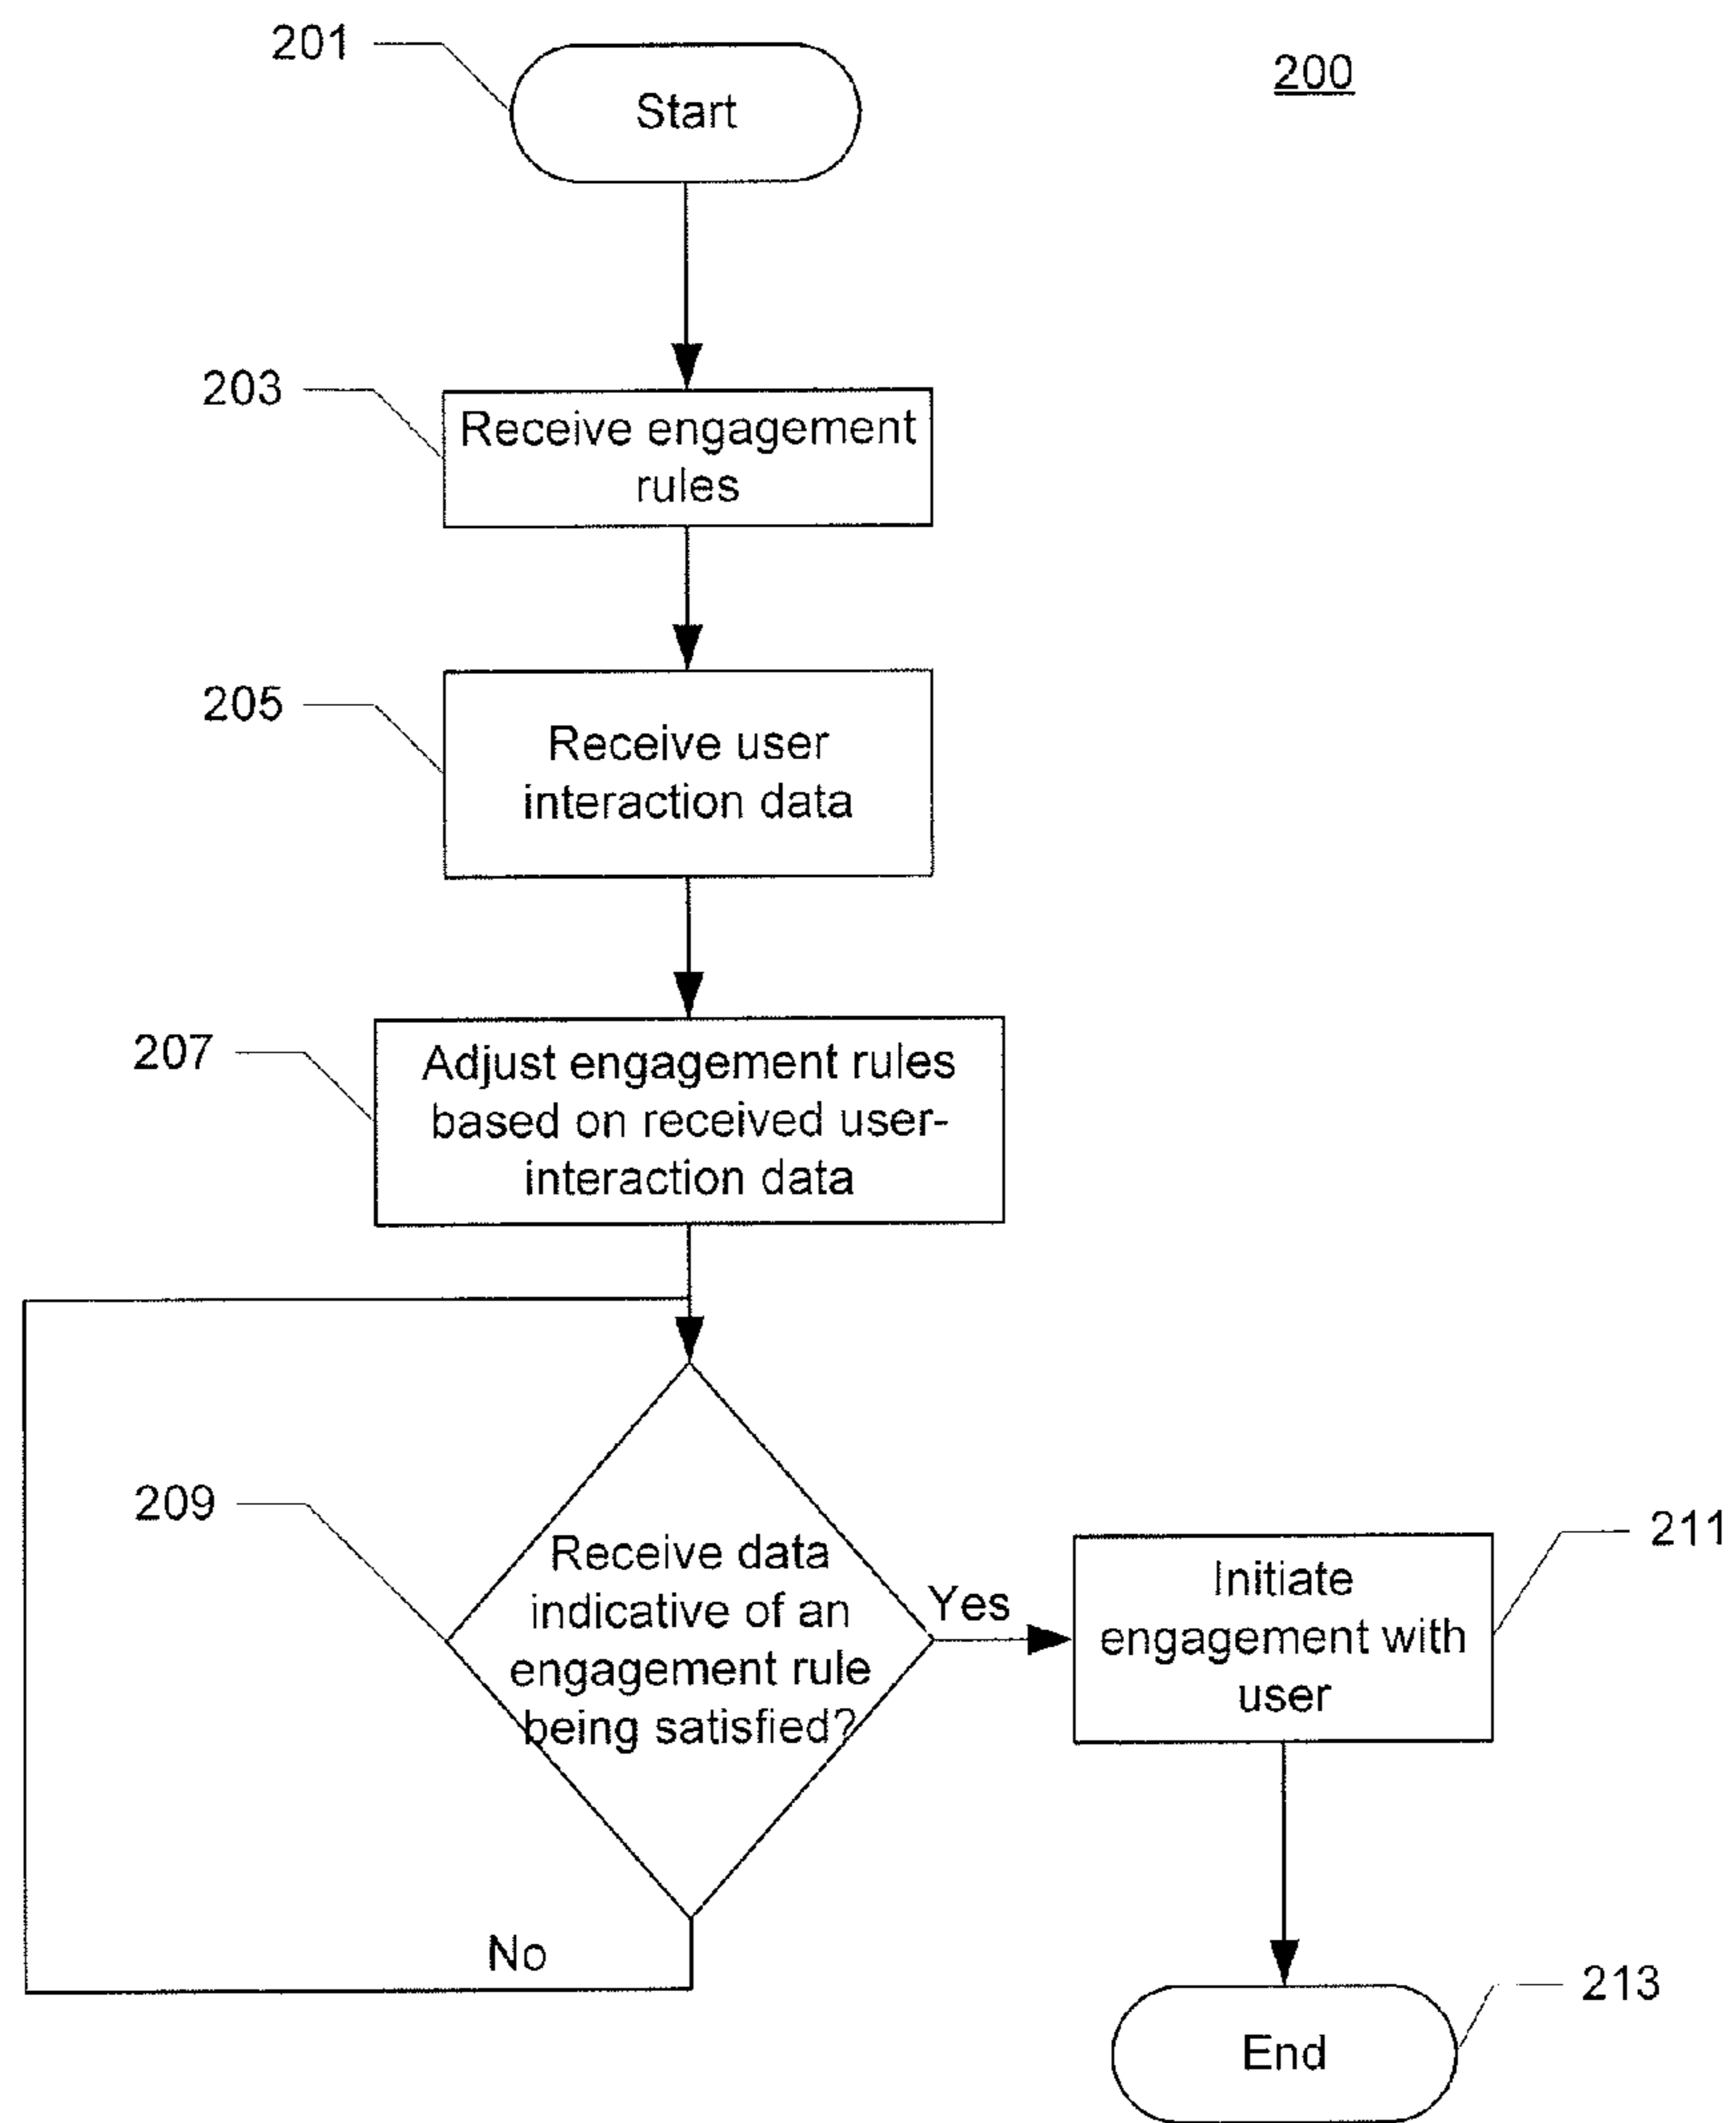 201
Start
200
203
Receive engagement
rules
205
Receive user
interaction data
207
Adjust engagement rules
based on received user-
interaction data
209
Receive data
indicative of an
engagement rule
being satisfied?
Yes
211
Initiate
engagement with
user
No
213
End